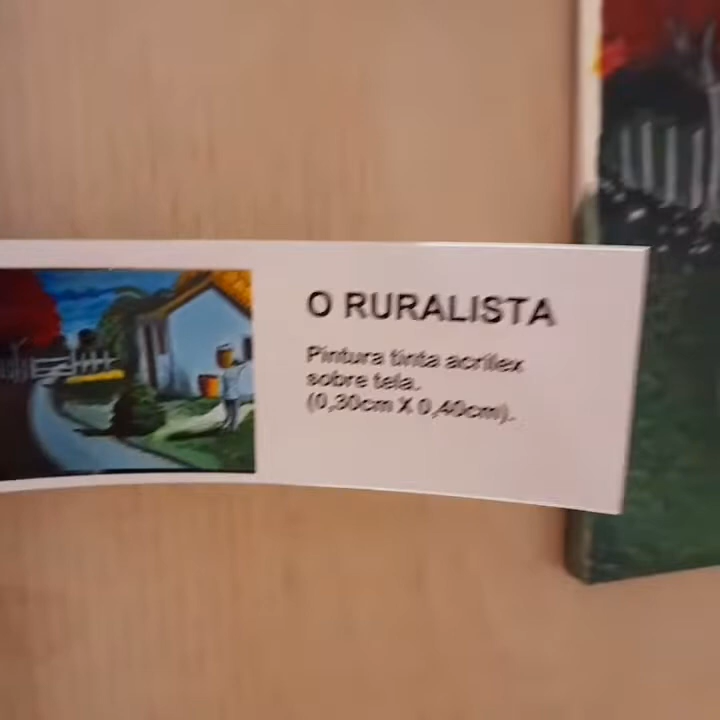 O RURALISTA
Pintura tinta acrilex
sobre tela.
(0,30cm X 0,40cm).